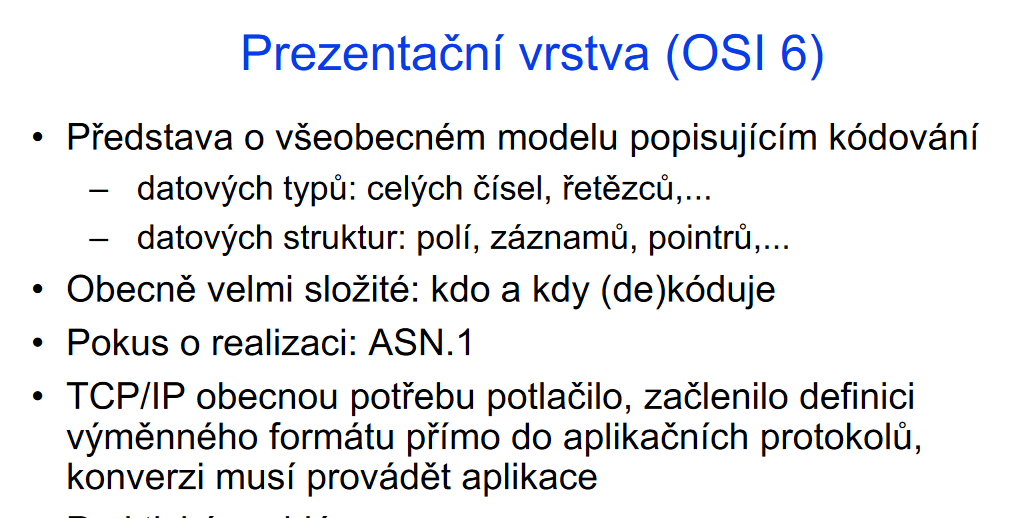 Prezentační vrstva (OSI 6)
• Představa o všeobecném modelu popisujícím kódování
– datových typů: celých čísel, řetězců,...
– datových struktur: polí, záznamů, pointrů,...
• Obecně velmi složité: kdo a kdy (de)kóduje
• Pokus o realizaci: ASN.1
• TCP/IP obecnou potřebu potlačilo, začlenilo definici
výměnného formátu přímo do aplikačních protokolů,
konverzi musí provádět aplikace